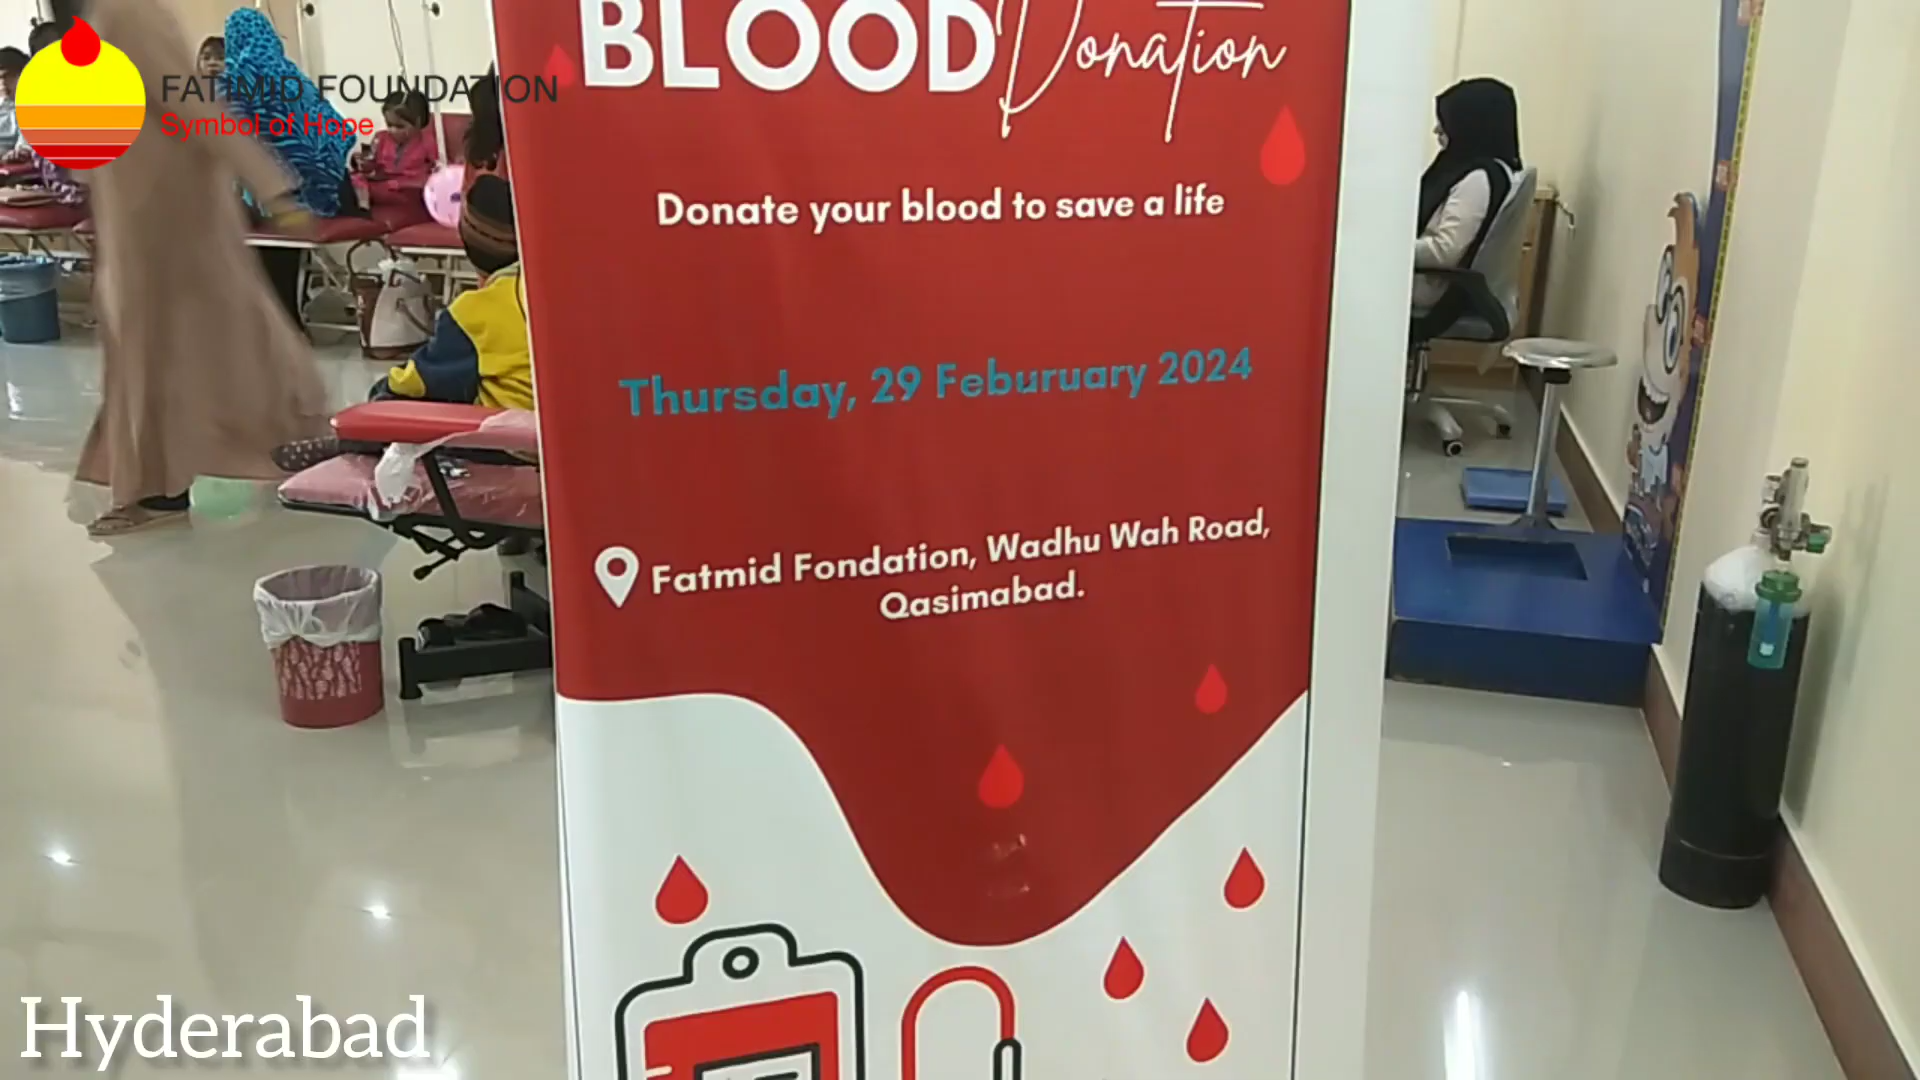 FATIMID FOUNDATION
Symbol of Hope
BLOOD Donation
Donate your blood to save a life
Thursday, 29 Feburuary 2024
Fatmid Fondation, Wadhu Wah Road,
Qasimabad.
Hyderabad